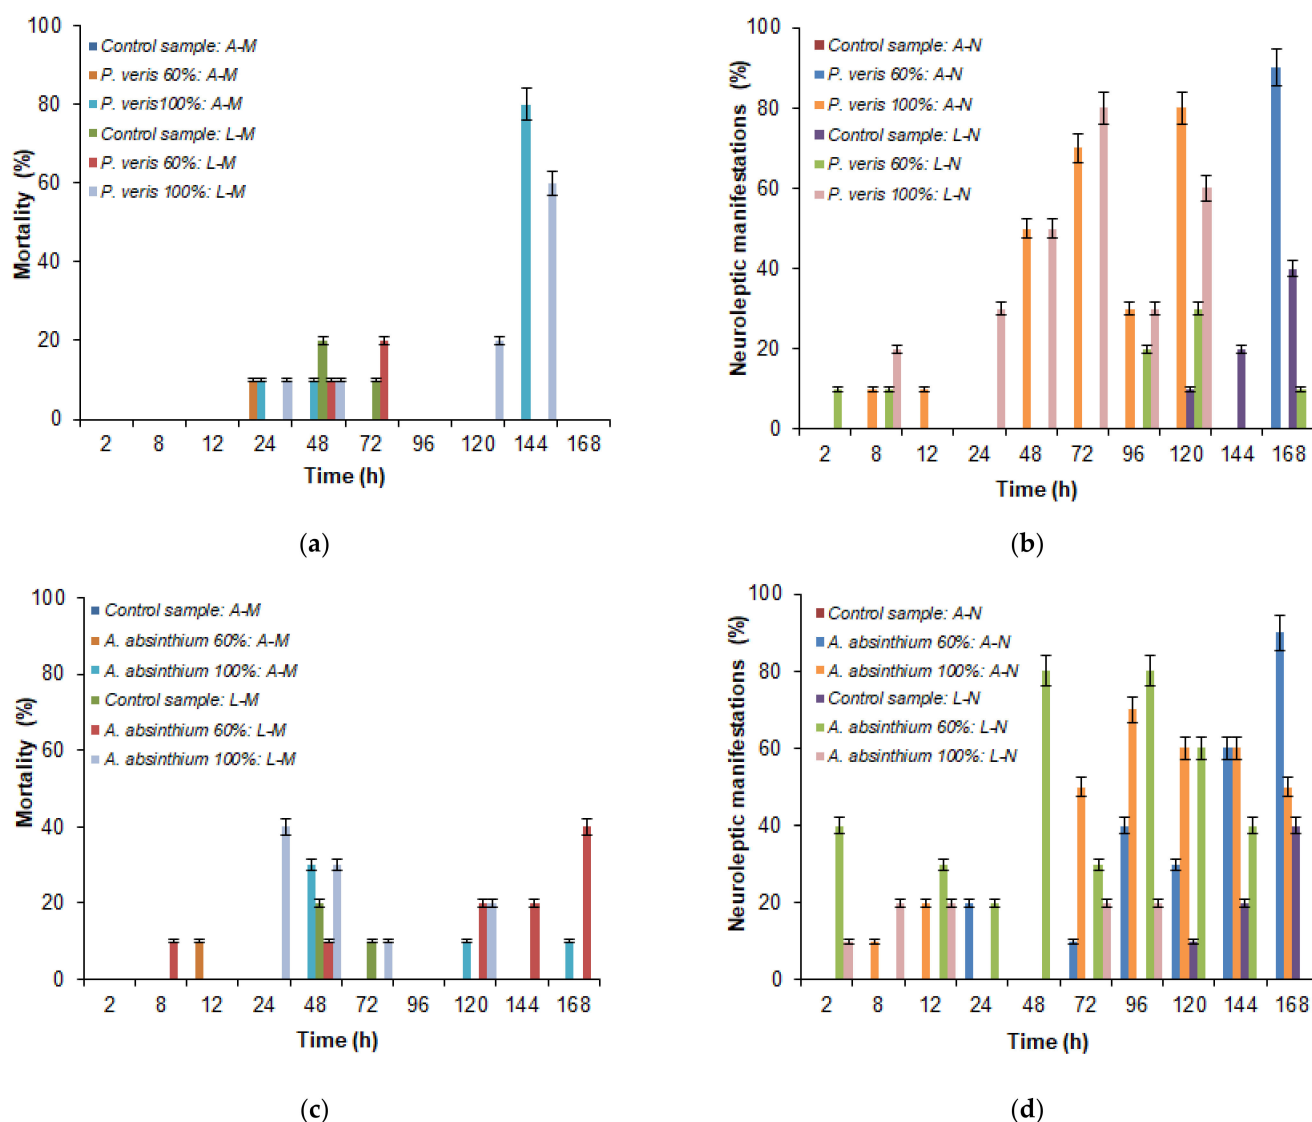 100
80
60
40
20
0
Mortality (%)
Control sample: A-M
P. veris 60%: A-M
P. veris100%: A-M
Control sample: L-M
P. veris 60%: L-M
P. veris 100%: L-M
2 8 12 24 48 72 96 120 144 168
Time (h)
(a)
100
80
60
40
20
0
Neuroleptic manifestations (%)
Control sample: A-N
P. veris 60%: A-N
P. veris 100%: A-N
Control sample: L-N
P. veris 60%: L-N
P. veris 100%: L-N
2 8 12 24 48 72 96 120 144 168
Time (h)
(b)
100
80
60
40
20
0
Mortality (%)
Control sample: A-M
A. absinthium 60%: A-M
A. absinthium 100%: A-M
Control sample: L-M
A. absinthium 60%: L-M
A. absinthium 100%: L-M
2 8 12 24 48 72 96 120 144 168
Time (h)
(c)
100
80
60
40
20
0
Neuroleptic manifestations (%)
Control sample: A-N
A. absinthium 60%: A-N
A. absinthium 100%: A-N
Control sample: L-N
A. absinthium 60%: L-N
A. absinthium 100%: L-N
2 8 12 24 48 72 96 120 144 168
Time (h)
(d)